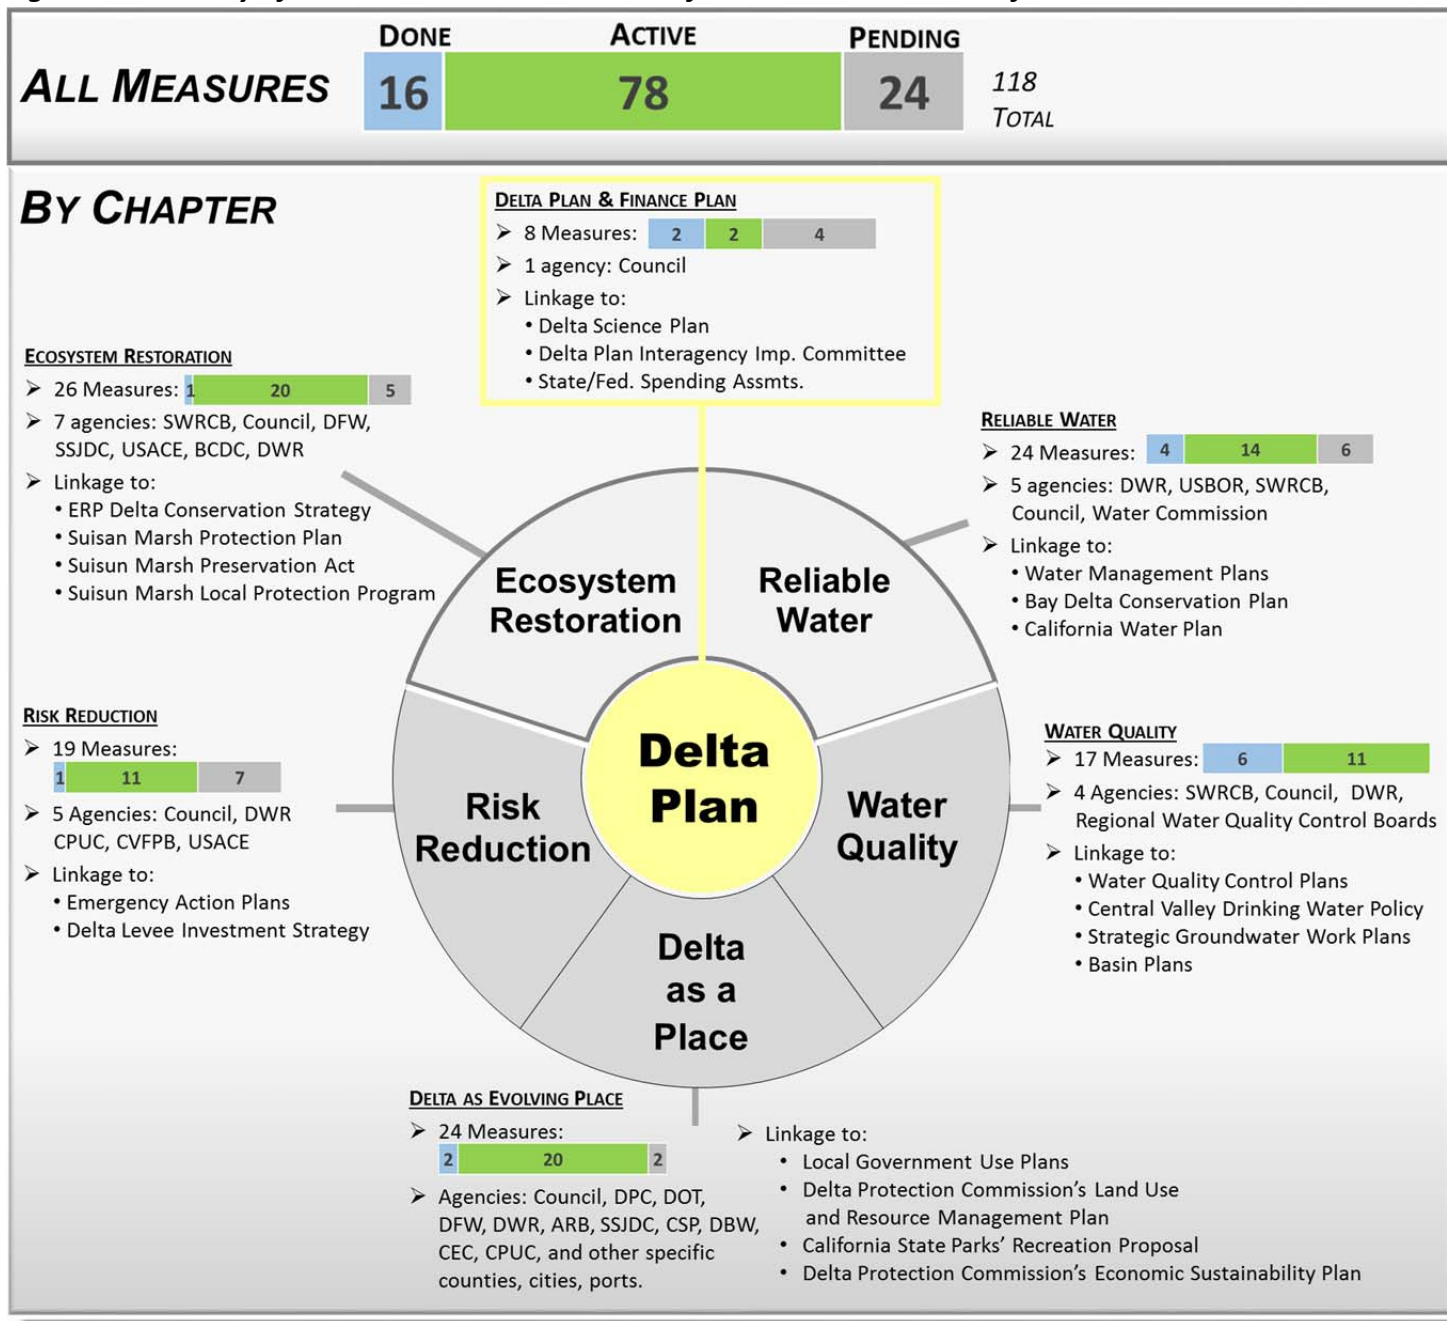 DONE ACTIVE PENDING
ALL MEASURES 16 78 24 118
TOTAL
BY CHAPTER
DELTA PLAN & FINANCE PLAN
➢ 8 Measures: 2 2 4
➢ 1 agency: Council
➢ Linkage to:
• Delta Science Plan
• Delta Plan Interagency Imp. Committee
• State/Fed. Spending Assmts.
ECOSYSTEM RESTORATION
➢ 26 Measures: 1 20 5
➢ 7 agencies: SWRCB, Council, DFW,
SSJDC, USACE, BCDC, DWR
➢ Linkage to:
• ERP Delta Conservation Strategy
• Suisan Marsh Protection Plan
• Suisun Marsh Preservation Act
• Suisun Marsh Local Protection Program
RELIABLE WATER
➢ 24 Measures: 4 14 6
➢ 5 agencies: DWR, USBOR, SWRCB,
Council, Water Commission
➢ Linkage to:
• Water Management Plans
• Bay Delta Conservation Plan
• California Water Plan
Ecosystem
Restoration
Reliable
Water
RISK REDUCTION
➢ 19 Measures:
1 11 7
➢ 5 Agencies: Council, DWR
CPUC, CVFPB, USACE
➢ Linkage to:
• Emergency Action Plans
• Delta Levee Investment Strategy
Risk
Reduction
Delta
Plan
Water
Quality
WATER QUALITY
➢ 17 Measures: 6 11
➢ 4 Agencies: SWRCB, Council, DWR,
Regional Water Quality Control Boards
➢ Linkage to:
• Water Quality Control Plans
• Central Valley Drinking Water Policy
• Strategic Groundwater Work Plans
• Basin Plans
Delta
as a
Place
DELTA AS EVOLVING PLACE
➢ 24 Measures:
2 20 2
➢ Agencies: Council, DPC, DOT,
DFW, DWR, ARB, SSJDC, CSP, DBW,
CEC, CPUC, and other specific
counties, cities, ports.
➢ Linkage to:
• Local Government Use Plans
• Delta Protection Commission’s Land Use
and Resource Management Plan
• California State Parks’ Recreation Proposal
• Delta Protection Commission’s Economic Sustainability Plan